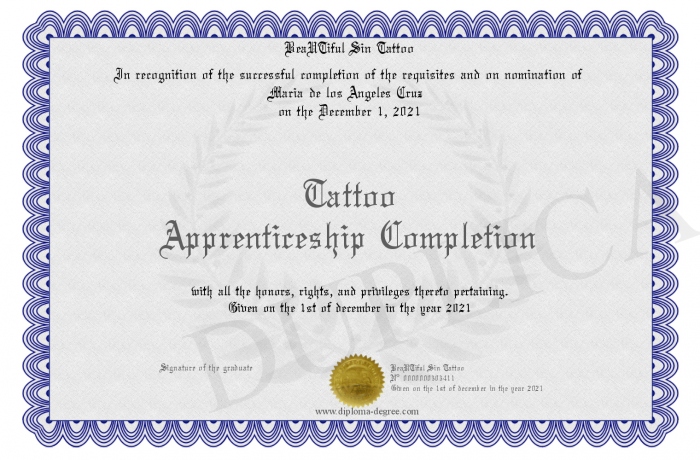 BeaUTiful Sin Tattoo
In recognition of the successful completion of the requisites and on nomination of
Maria de los Angeles Cruz
on the December 1, 2021
Tattoo
Apprenticeship Completion
with all the honors, rights, and privileges thereto pertaining.
Given on the 1st of december in the year 2021
Signature of the graduate
BeaUTiful Sin Tattoo
Nº 0000000303411
Given on the 1st of december in the year 2021
www.diploma-degree.com
DUPLICA